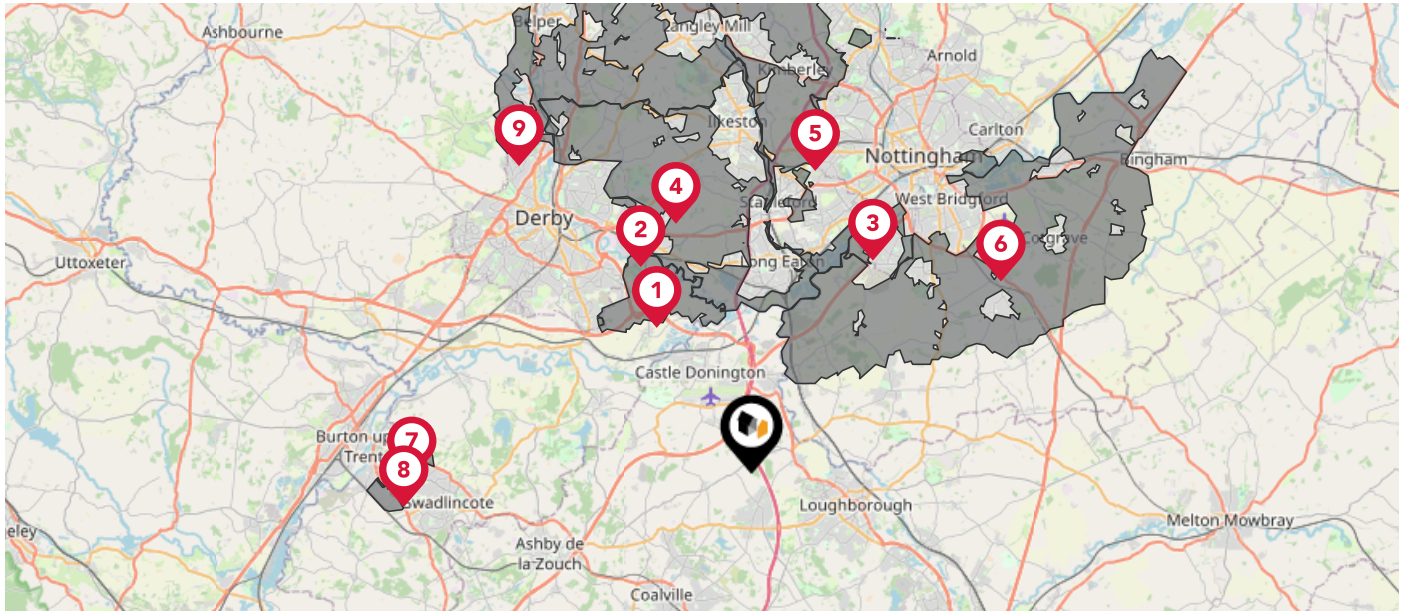 Belper
Langley Mill
Ashbourne
Arnold
Kimberley
9
Ilkeston
5
Carlton
Nottingham
Bingham
4
Stapleford
West Bridgford
Derby
2
3
6
Cotgrave
Uttoxeter
Long Eaton
1
Castle Donington
Burton up
Trent
7
8
Swadlincote
Loughborough
eley
Melton Mowbray
Ashby de
la Zouch
Coalville